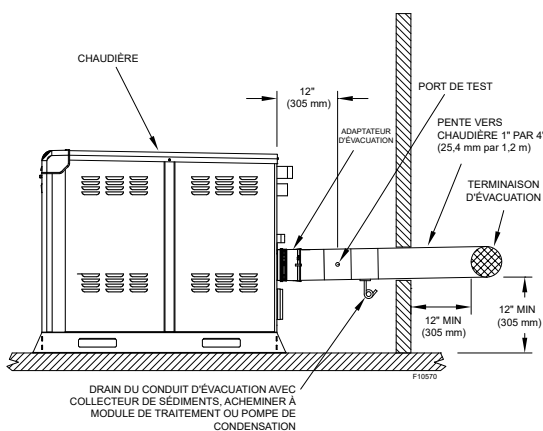 CHAUDIÈRE
12"
(305 mm)
PORT DE TEST
ADAPTATEUR
D'ÉVACUATION
PENTE VERS
CHAUDIÈRE 1" PAR 4'
(25,4 mm par 1,2 m)
TERMINAISON
D'ÉVACUATION
12" MIN
(305 mm)
12" MIN
(305 mm)
F10570
DRAIN DU CONDUIT D'ÉVACUATION AVEC
COLLECTEUR DE SÉDIMENTS, ACHEMINER À
MODULE DE TRAITEMENT OU POMPE DE
CONDENSATION